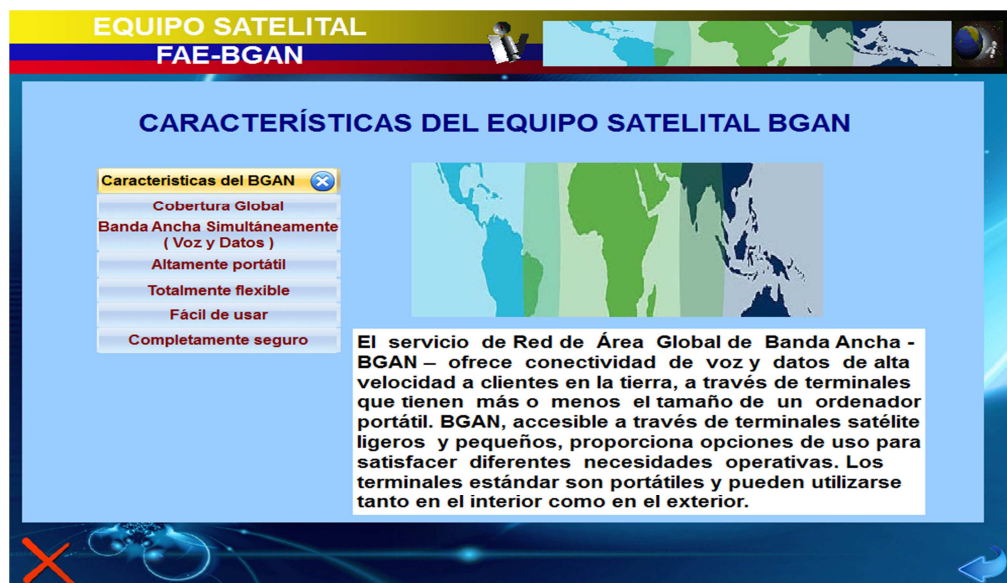 EQUIPO SATELITAL
FAE-BGAN
CARACTERÍSTICAS DEL EQUIPO SATELITAL BGAN
Caracteristicas del BGAN
Cobertura Global
Banda Ancha Simultáneamente
( Voz y Datos )
Altamente portátil
Totalmente flexible
Fácil de usar
Completamente seguro
El servicio de Red de Área Global de Banda Ancha -
BGAN – ofrece conectividad de voz y datos de alta
velocidad a clientes en la tierra, a través de terminales
que tienen más o menos el tamaño de un ordenador
portátil. BGAN, accesible a través de terminales satélite
ligeros y pequeños, proporciona opciones de uso para
satisfacer diferentes necesidades operativas. Los
terminales estándar son portátiles y pueden utilizarse
tanto en el interior como en el exterior.